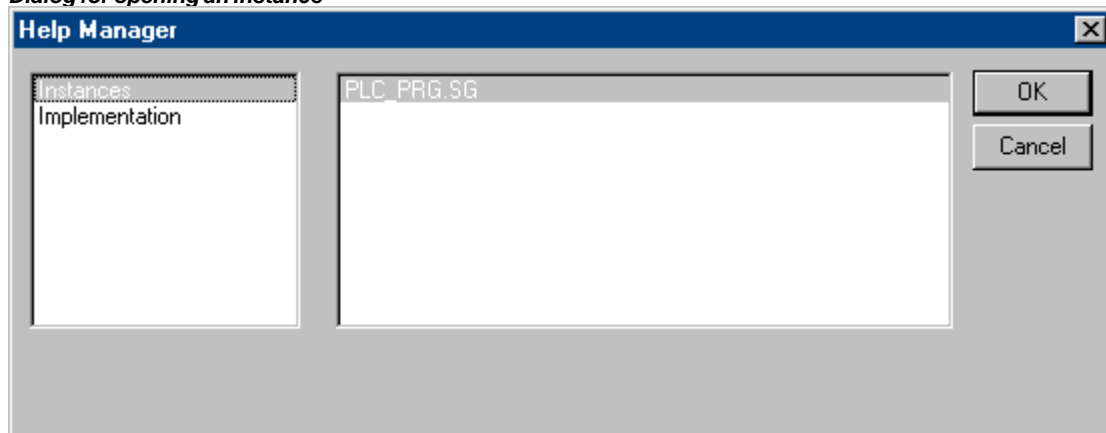 Dialog for opening an instance
Help Manager
Instances
Implementation
PLC_PRG.SG
OK
Cancel